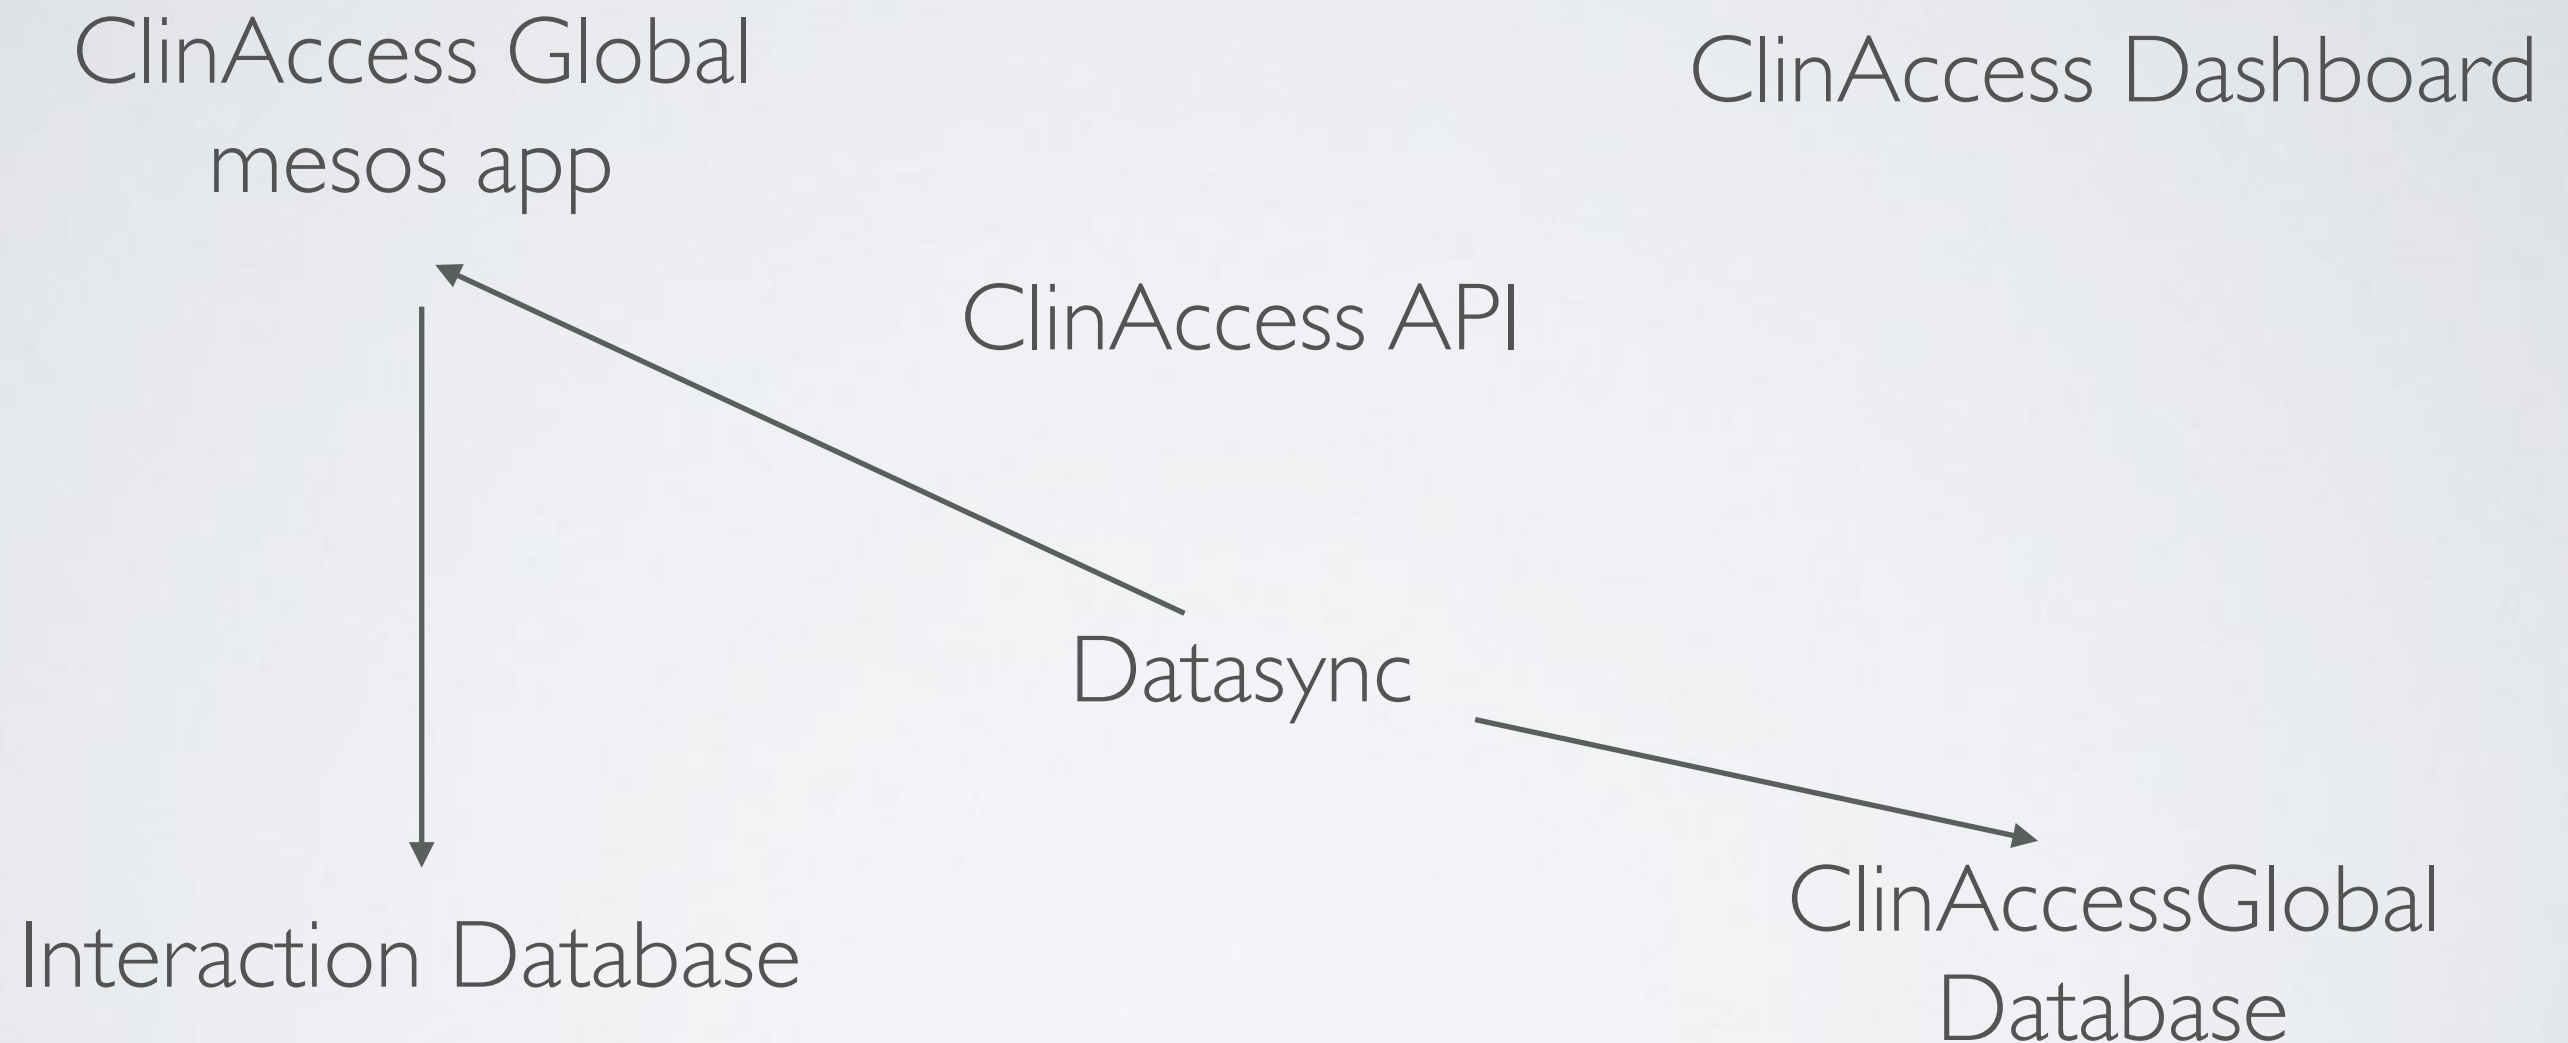 ClinAccess Global
mesos app
ClinAccess Dashboard
ClinAccess API
Datasync
Interaction Database
ClinAccessGlobal
Database